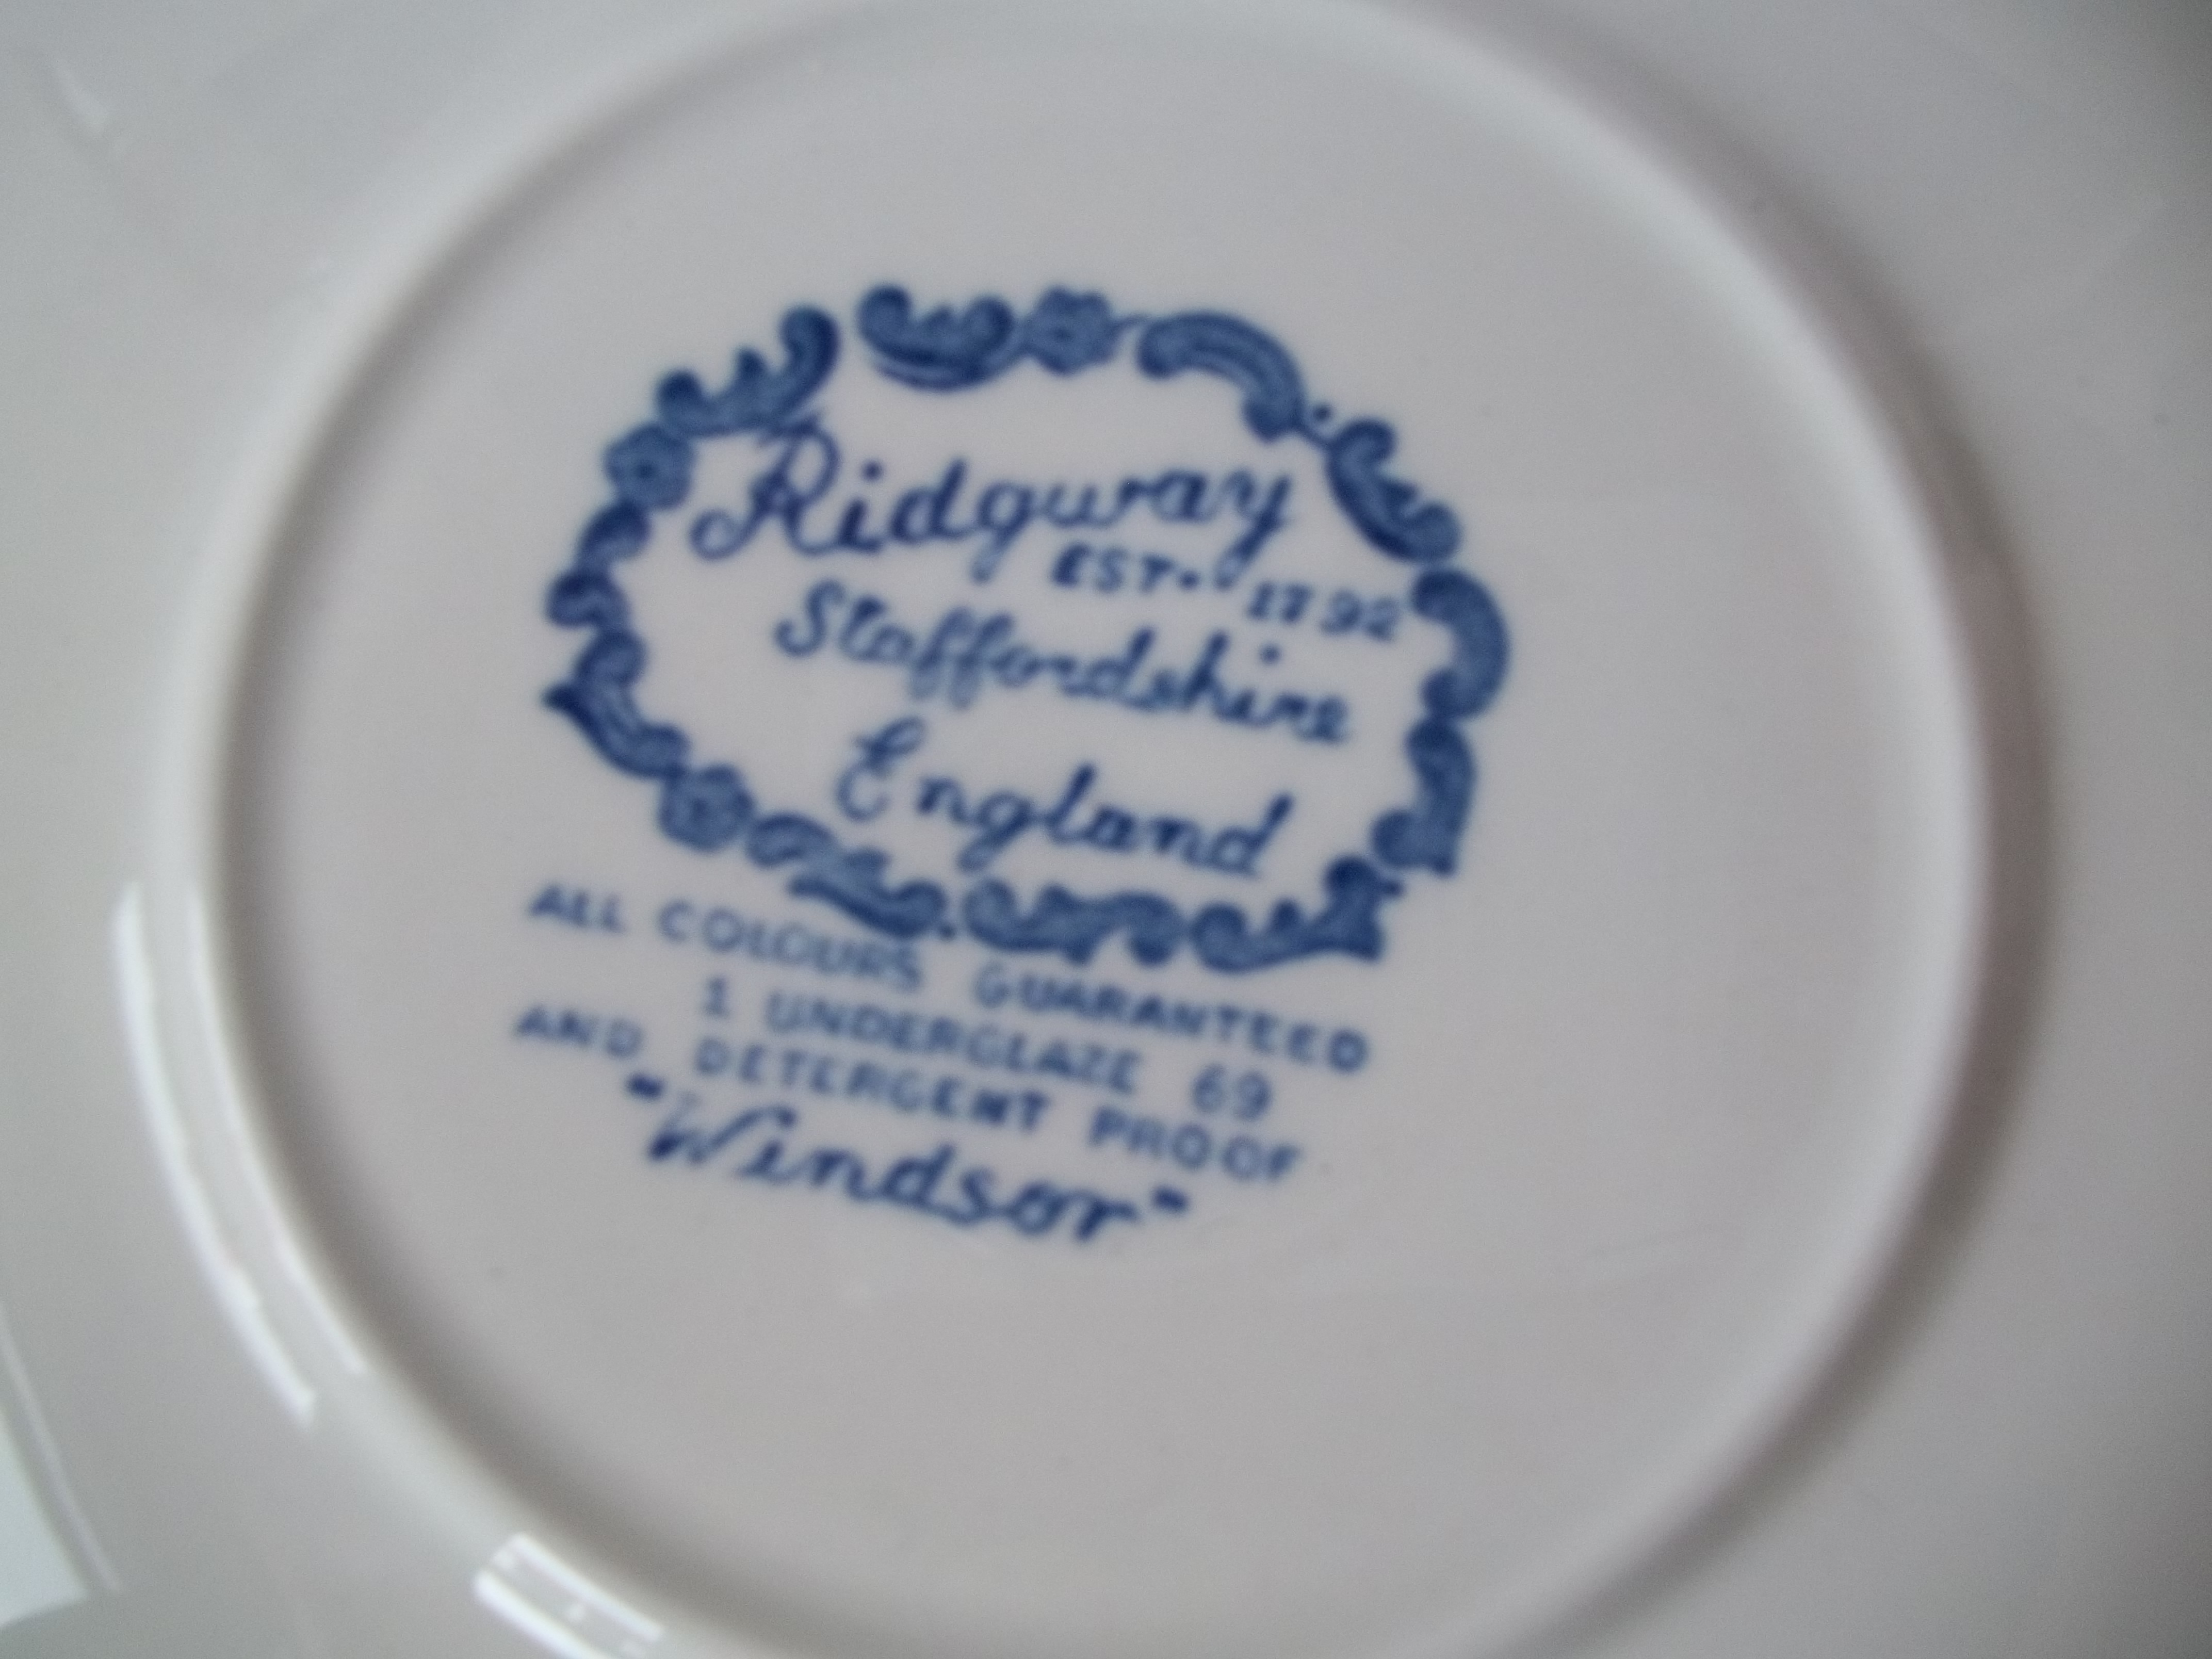 Ridgway
EST. 1792
Staffordshire
England
ALL COLOURS GUARANTEED
1 UNDERGLAZE 69
AND DETERGENT PROOF
"Windsor"